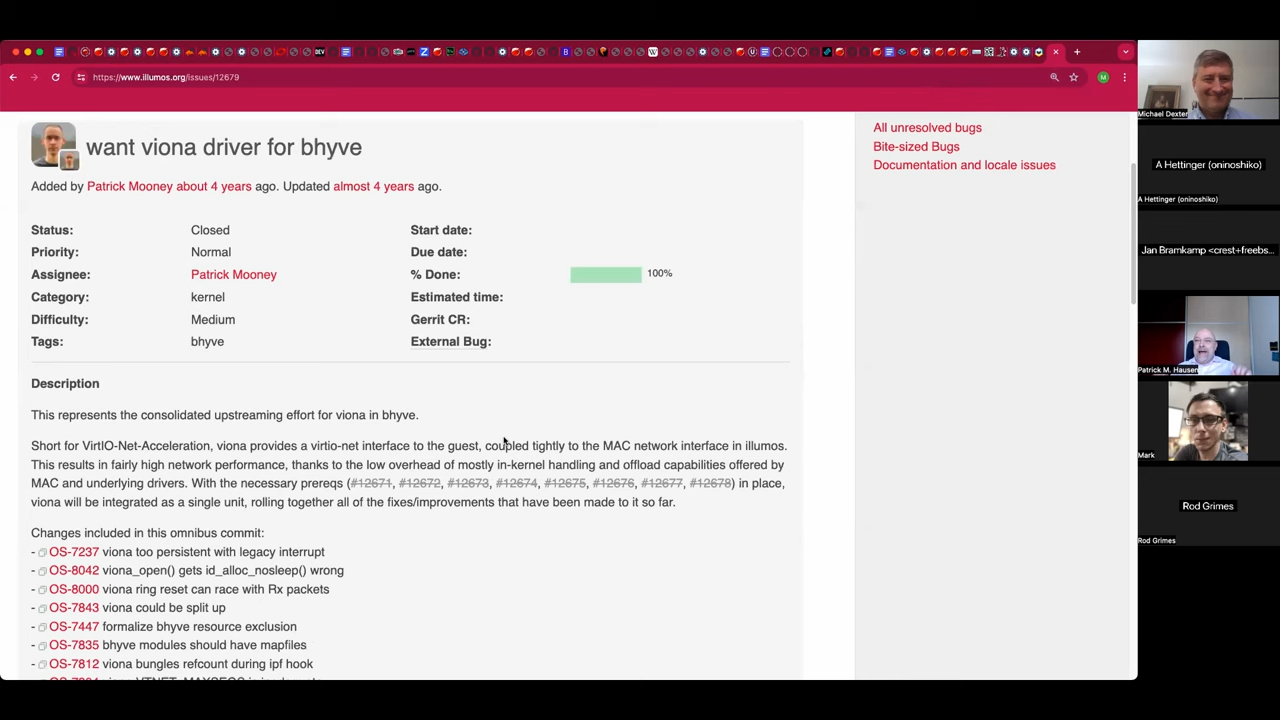 DEV
https://www.illumos.org/issues/12679
M
want viona driver for bhyve
Added by Patrick Mooney about 4 years ago. Updated almost 4 years ago.
Status: Closed Start date:
Priority: Normal Due date:
Assignee: Patrick Mooney % Done: 100%
Category: kernel Estimated time:
Difficulty: Medium Gerrit CR:
Tags: bhyve External Bug:
Description
This represents the consolidated upstreaming effort for viona in bhyve.
Short for VirtIO-Net-Acceleration, viona provides a virtio-net interface to the guest, coupled tightly to the MAC network interface in illumos.
This results in fairly high network performance, thanks to the low overhead of mostly in-kernel handling and offload capabilities offered by
MAC and underlying drivers. With the necessary prereqs (#12671, #12672, #12673, #12674, #12675, #12676, #12677, #12678) in place,
viona will be integrated as a single unit, rolling together all of the fixes/improvements that have been made to it so far.
Changes included in this omnibus commit:
- OS-7237 viona too persistent with legacy interrupt
- OS-8042 viona_open() gets id_alloc_nosleep() wrong
- OS-8000 viona ring reset can race with Rx packets
- OS-7843 viona could be split up
- OS-7447 formalize bhyve resource exclusion
- OS-7835 bhyve modules should have mapfiles
- OS-7812 viona bungles refcount during ipf hook
All unresolved bugs
Bite-sized Bugs
Documentation and locale issues
Michael Dexter
A Hettinger (oninoshiko)
A Hettinger (oninoshiko)
Jan Bramkamp <crest+freebs...
Patrick M. Hausen
Mark
Rod Grimes
Rod Grimes